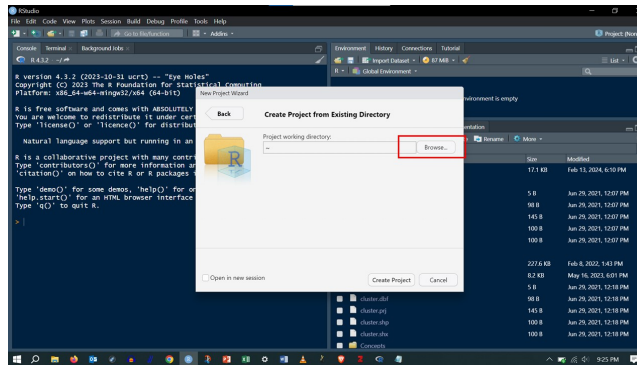 RStudio
File Edit Code View Plots Session Build Debug Profile Tools Help
Go to file/function
Addins
Project: (Non
Console Terminal Background Jobs
R 4.3.2 · ~/
R version 4.3.2 (2023-10-31 ucrt) -- "Eye Holes"
Copyright (C) 2023 The R Foundation for Statistical Computing
Platform: x86_64-w64-mingw32/x64 (64-bit)
R is free software and comes with ABSOLUTELY
You are welcome to redistribute it under cert
Type 'license()' or 'licence()' for distribut
Natural language support but running in an
R is a collaborative project with many contri
Type 'contributors()' for more information an
'citation()' on how to cite R or R packages i
Type 'demo()' for some demos, 'help()' for on
'help.start()' for an HTML browser interface
Type 'q()' to quit R.
>
New Project Wizard
Back
Create Project from Existing Directory
Project working directory:
~
Browse...
Open in new session
Create Project
Cancel
Environment History Connections Tutorial
Import Dataset
87 MiB
List
R
Global Environment
nvironment is empty
entation
Rename
More
Size Modified
17.1 KB Feb 13, 2024, 6:10 PM
5 B Jun 29, 2021, 12:07 PM
98 B Jun 29, 2021, 12:07 PM
145 B Jun 29, 2021, 12:07 PM
100 B Jun 29, 2021, 12:07 PM
100 B Jun 29, 2021, 12:07 PM
227.6 KB Feb 8, 2022, 1:43 PM
8.2 KB May 16, 2023, 6:01 PM
5 B Jun 29, 2021, 12:18 PM
cluster.dbf 98 B Jun 29, 2021, 12:18 PM
cluster.prj 145 B Jun 29, 2021, 12:18 PM
cluster.shp 100 B Jun 29, 2021, 12:18 PM
cluster.shx 100 B Jun 29, 2021, 12:18 PM
Concepts
9:25 PM